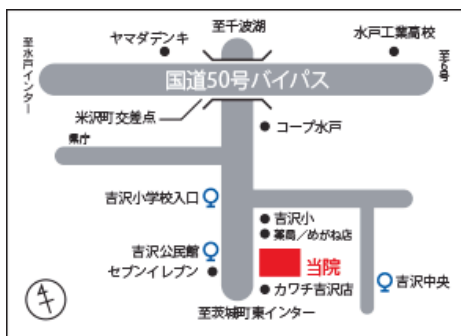 至千波湖
ヤマダデンキ
水戸工業高校
至水戸インター
国道50号バイパス
至6号
米沢町交差点
コープ水戸
県庁
吉沢小学校入口
吉沢小
薬局／めがね店
吉沢公民館
当院
セブンイレブン
カワチ吉沢店
吉沢中央
至茨城町東インター